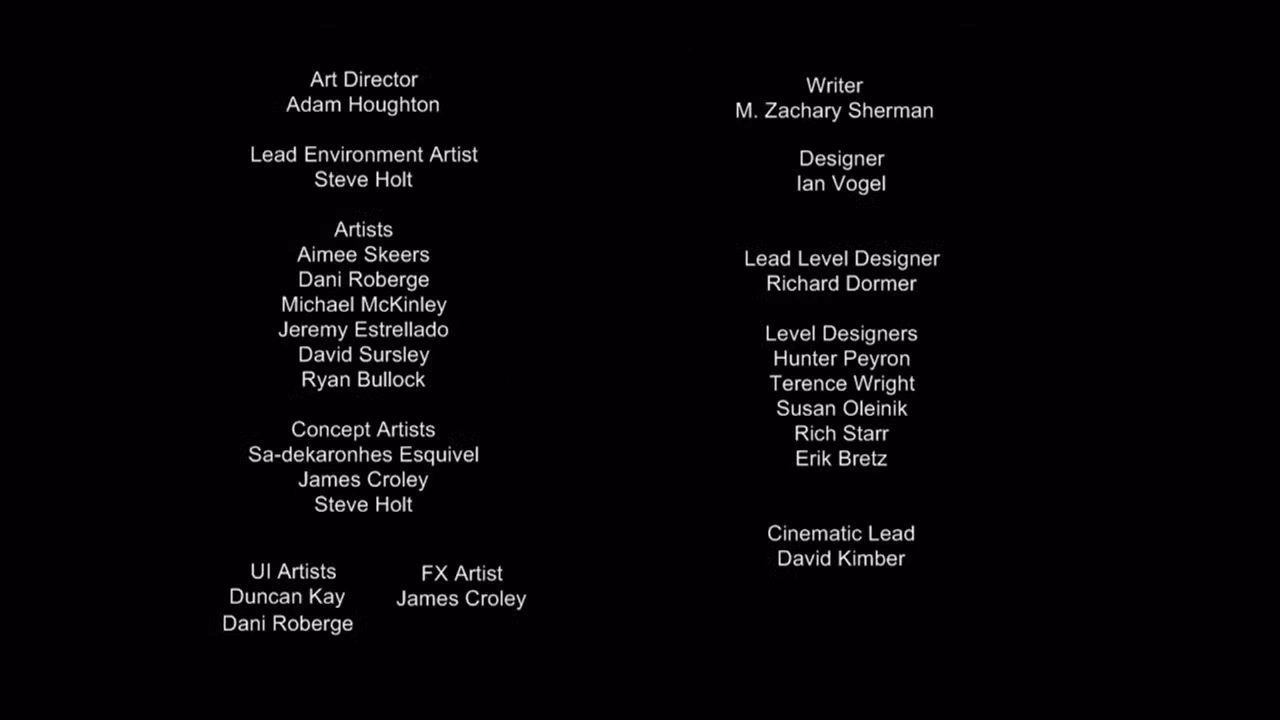 Art Director
Adam Houghton
Lead Environment Artist
Steve Holt
Artists
Aimee Skeers
Dani Roberge
Michael McKinley
Jeremy Estrellado
David Sursley
Ryan Bullock
Concept Artists
Sa-dekaronhes Esquivel
James Croley
Steve Holt
UI Artists
Duncan Kay
Dani Roberge
FX Artist
James Croley
Writer
M. Zachary Sherman
Designer
Ian Vogel
Lead Level Designer
Richard Dormer
Level Designers
Hunter Peyron
Terence Wright
Susan Oleinik
Rich Starr
Erik Bretz
Cinematic Lead
David Kimber